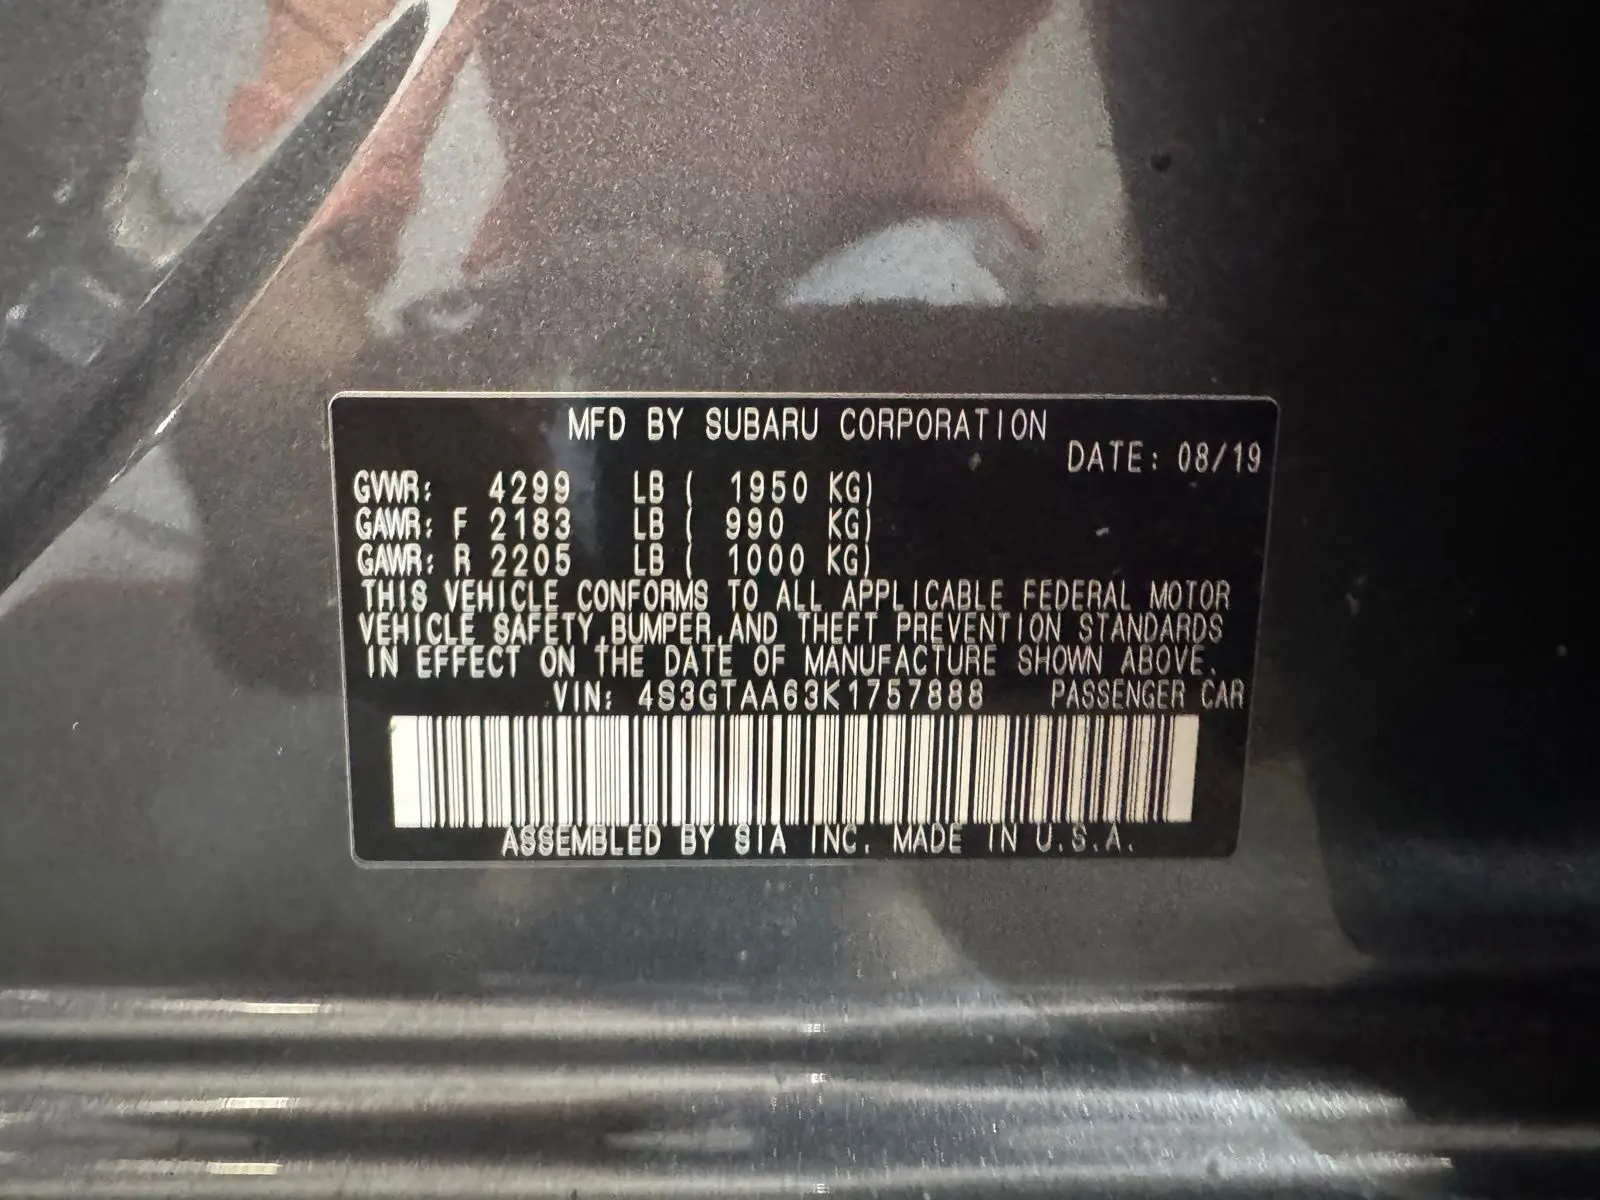 MFD BY SUBARU CORPORATION
DATE: 08/19
GVWR: 4299 LB ( 1950 KG)
GAWR: F 2183 LB ( 990 KG)
GAWR: R 2205 LB ( 1000 KG)
THIS VEHICLE CONFORMS TO ALL APPLICABLE FEDERAL MOTOR
VEHICLE SAFETY,BUMPER,AND THEFT PREVENTION STANDARDS
IN EFFECT ON THE DATE OF MANUFACTURE SHOWN ABOVE.
VIN: 4S3GTAA63K1757888 PASSENGER CAR
ASSEMBLED BY SIA INC. MADE IN U.S.A.